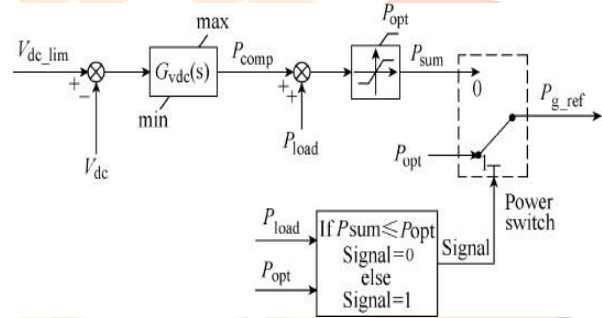 max
P_opt
V_dc_lim
P_comp
P_sum
G_vdc(s)
+
−
+
+
0
P_g_ref
min
P_load
P_opt
1
V_dc
Power
switch
P_load
If Psum≤Popt
Signal=0
else
Signal=1
Signal
P_opt